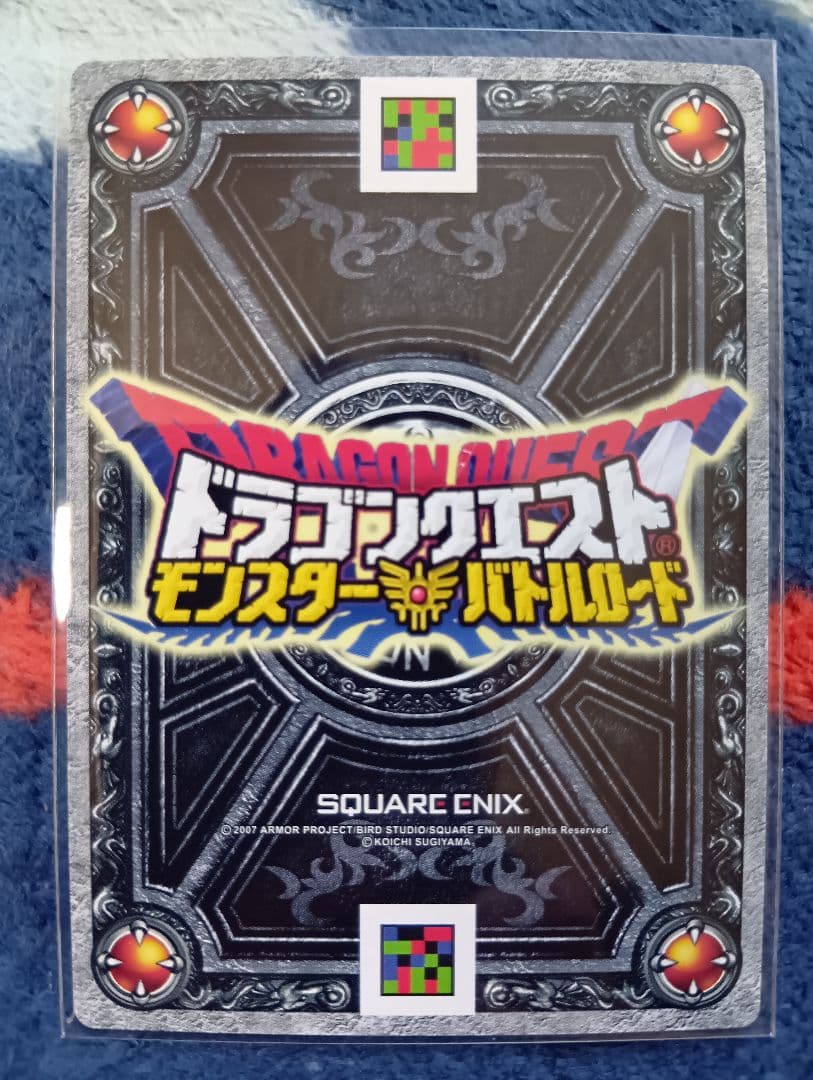 DRAGON QUEST
ドラゴンクエスト®
モンスター バトルロード
SQUARE ENIX.
©2007 ARMOR PROJECT/BIRD STUDIO/SQUARE ENIX All Rights Reserved.
©KOICHI SUGIYAMA